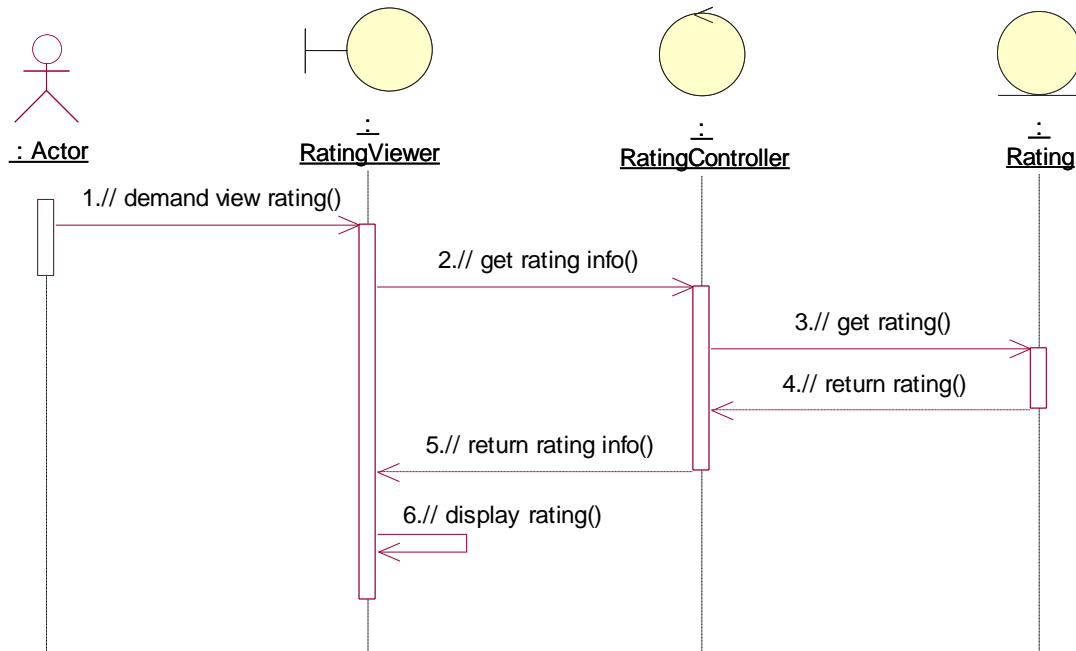 : Actor
:
RatingViewer
:
RatingController
:
Rating
1.// demand view rating()
2.// get rating info()
3.// get rating()
4.// return rating()
5.// return rating info()
6.// display rating()